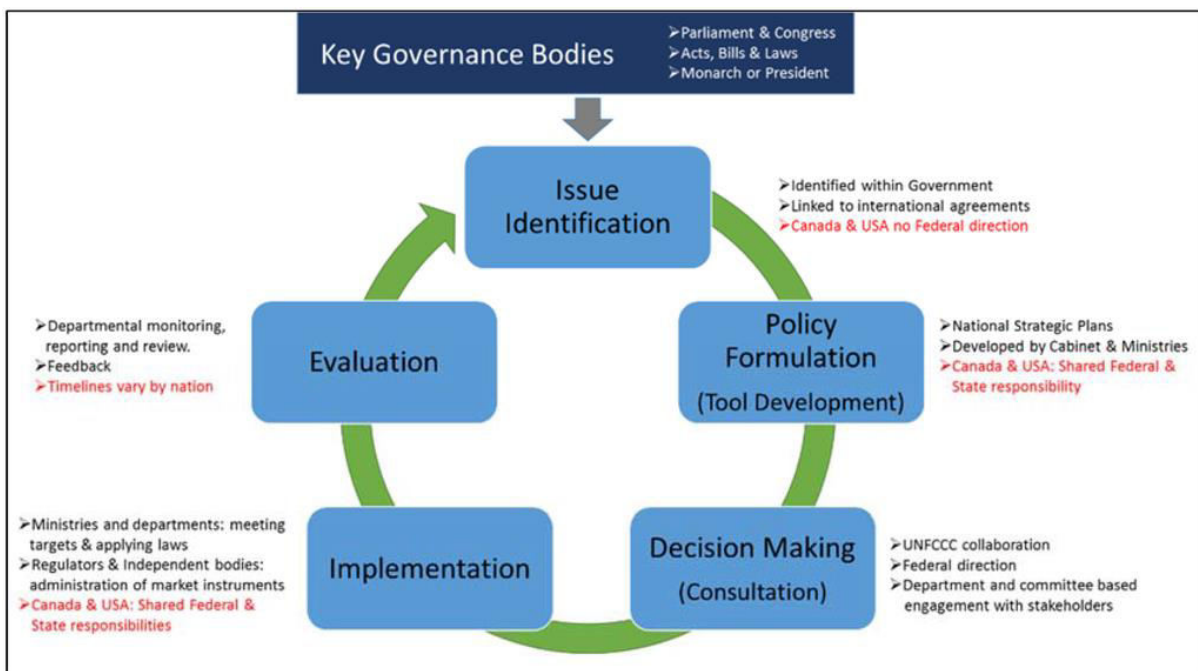 Key Governance Bodies
➢Parliament & Congress
➢Acts, Bills & Laws
➢Monarch or President
Issue
Identification
➢Identified within Government
➢Linked to international agreements
➢Canada & USA no Federal direction
Policy
Formulation
(Tool Development)
➢National Strategic Plans
➢Developed by Cabinet & Ministries
➢Canada & USA: Shared Federal &
State responsibility
Decision Making
(Consultation)
➢UNFCCC collaboration
➢Federal direction
➢Department and committee based
engagement with stakeholders
Implementation
➢Ministries and departments: meeting
targets & applying laws
➢Regulators & Independent bodies:
administration of market instruments
➢Canada & USA: Shared Federal &
State responsibilities
Evaluation
➢Departmental monitoring,
reporting and review.
➢Feedback
➢Timelines vary by nation